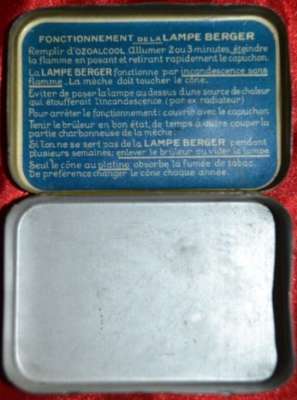 FONCTIONNEMENT DE LA LAMPE BERGER
Remplir d'OZOALCOOL. Allumer 2 ou 3 minutes, éteindre
la flamme en posant et retirant rapidement le capuchon.
La LAMPE BERGER fonctionne par incandescence sans
flamme. La mèche doit toucher le cône.
Eviter de poser la lampe au dessus d'une source de chaleur
qui étoufferait l'incandescence (par ex radiateur)
Pour arrêter le fonctionnement: couvrir avec le capuchon.
Tenir le brûleur en bon état, de temps à autre couper la
partie charbonneuse de la mèche.
Si l'on ne se sert pas de la LAMPE BERGER pendant
plusieurs semaines; enlever le brûleur ou vider la lampe
Seul le cône au platine absorbe la fumée de tabac.
De préférence changer le cône chaque année.